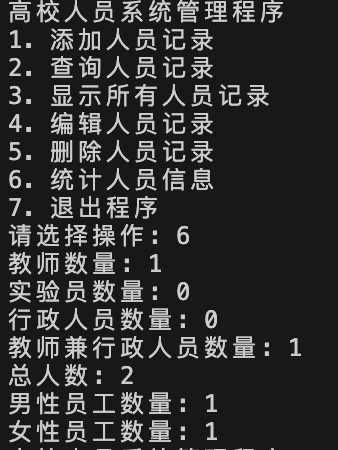 高校人员系统管理程序
1. 添加人员记录
2. 查询人员记录
3. 显示所有人员记录
4. 编辑人员记录
5. 删除人员记录
6. 统计人员信息
7. 退出程序
请选择操作: 6
教师数量: 1
实验员数量: 0
行政人员数量: 0
教师兼行政人员数量: 1
总人数: 2
男性员工数量: 1
女性员工数量: 1